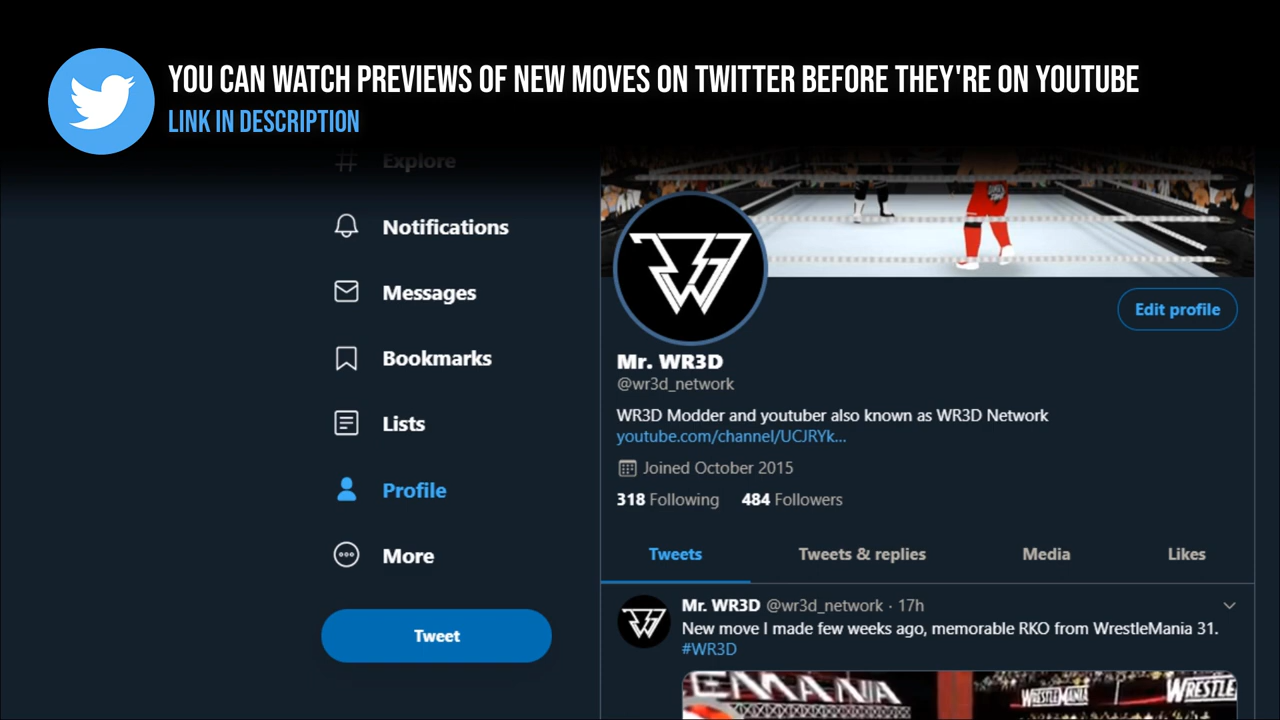 YOU CAN WATCH PREVIEWS OF NEW MOVES ON TWITTER BEFORE THEY'RE ON YOUTUBE
LINK IN DESCRIPTION
Explore
Notifications
Messages
Bookmarks
Lists
Profile
More
Tweet
Edit profile
Mr. WR3D
@wr3d_network
WR3D Modder and youtuber also known as WR3D Network
youtube.com/channel/UCJRYk...
Joined October 2015
318 Following 484 Followers
Tweets Tweets & replies Media Likes
Mr. WR3D @wr3d_network · 17h
New move I made few weeks ago, memorable RKO from WrestleMania 31.
#WR3D
EMANIA WRESTLEMANIA WRESTLE